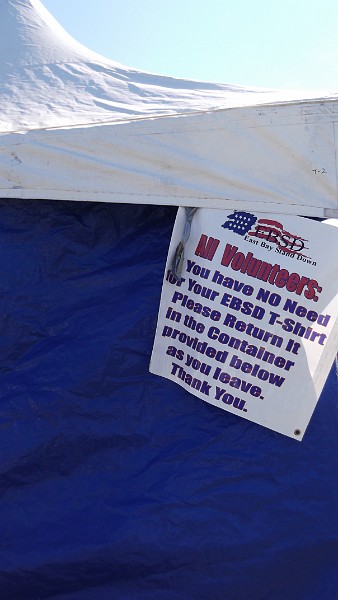 T-2
EBSD
East Bay Stand Down
All Volunteers:
You have NO Need
for Your EBSD T-Shirt
Please Return it
in the Container
provided below
as you leave.
Thank You.